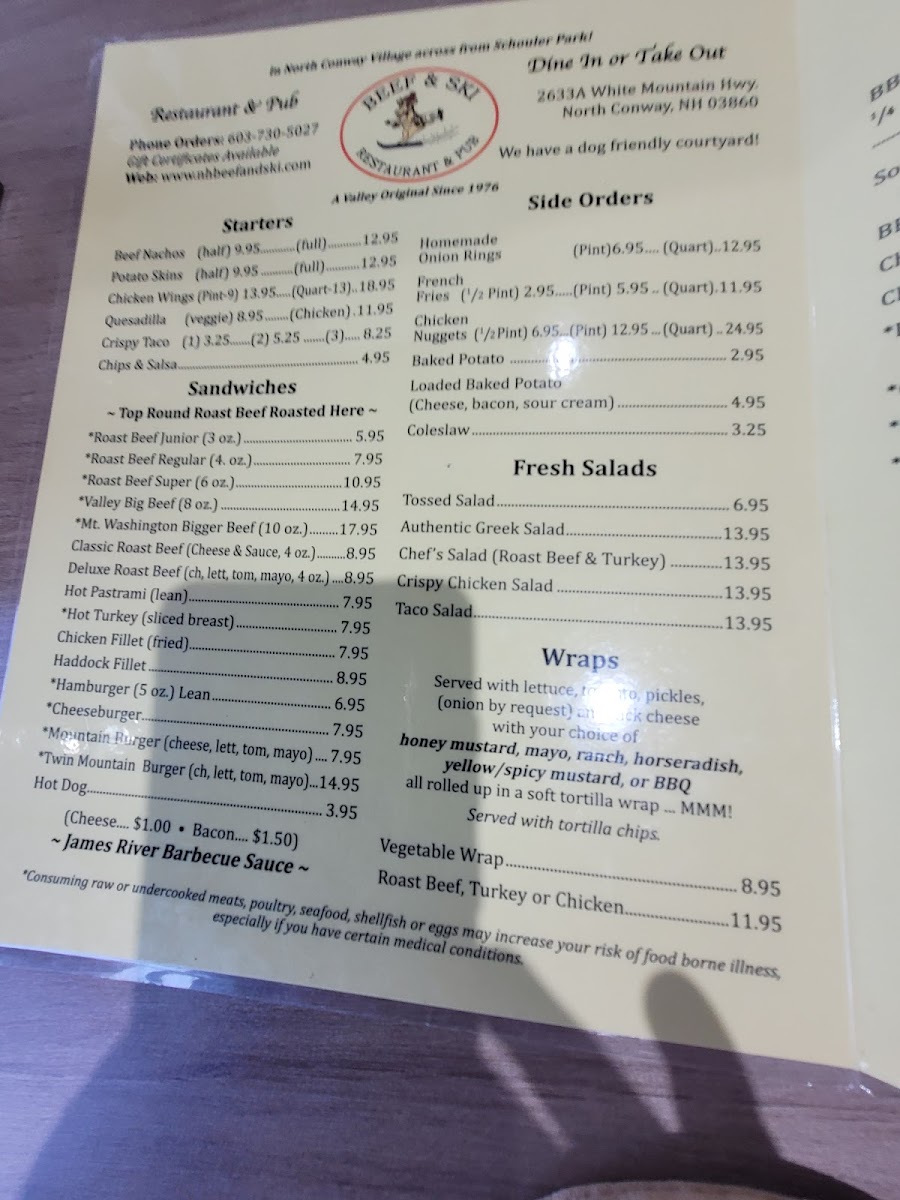 In North Conway Village across from Schouler Park!
Restaurant & Pub
Phone Orders: 603-730-5027
Gift Certificates Available
Web: www.nhbeefandski.com
BEEF & SKI
RESTAURANT & PUB
A Valley Original Since 1976
Dine In or Take Out
2633A White Mountain Hwy.
North Conway, NH 03860
We have a dog friendly courtyard!
Starters
Beef Nachos (half) 9.95...........(full)..........12.95
Potato Skins (half) 9.95 ..........(full)..........12.95
Chicken Wings (Pint-9) 13.95....(Quart-13)..18.95
Quesadilla (veggie) 8.95........(Chicken).11.95
Crispy Taco (1) 3.25......(2) 5.25 ......(3)..... 8.25
Chips & Salsa.......................................... 4.95
Sandwiches
~ Top Round Roast Beef Roasted Here ~
*Roast Beef Junior (3 oz.)........................... 5.95
*Roast Beef Regular (4. oz.)........................ 7.95
*Roast Beef Super (6 oz.)...........................10.95
*Valley Big Beef (8 oz.) .............................14.95
*Mt. Washington Bigger Beef (10 oz.)........17.95
Classic Roast Beef (Cheese & Sauce, 4 oz.).........8.95
Deluxe Roast Beef (ch, lett, tom, mayo, 4 oz.)....8.95
Hot Pastrami (lean)..................................... 7.95
*Hot Turkey (sliced breast)......................... 7.95
Chicken Fillet (fried).................................... 7.95
Haddock Fillet ............................................. 8.95
*Hamburger (5 oz.) Lean............................. 6.95
*Cheeseburger.............................................. 7.95
*Mountain Burger (cheese, lett, tom, mayo) .... 7.95
*Twin Mountain Burger (ch, lett, tom, mayo)...14.95
Hot Dog......................................................... 3.95
(Cheese.... $1.00 • Bacon.... $1.50)
~ James River Barbecue Sauce ~
Side Orders
Homemade
Onion Rings (Pint)6.95.... (Quart)..12.95
French
Fries (1/2 Pint) 2.95.....(Pint) 5.95 .. (Quart).11.95
Chicken
Nuggets (1/2Pint) 6.95...(Pint) 12.95 ...(Quart) .. 24.95
Baked Potato ..................................................... 2.95
Loaded Baked Potato
(Cheese, bacon, sour cream) .......................... 4.95
Coleslaw............................................................. 3.25
Fresh Salads
Tossed Salad....................................................... 6.95
Authentic Greek Salad.....................................13.95
Chef's Salad (Roast Beef & Turkey) .............13.95
Crispy Chicken Salad .......................................13.95
Taco Salad...........................................................13.95
Wraps
Served with lettuce, pickles,
(onion by request) cheese
with your choice of
honey mustard, mayo, ranch, horseradish,
yellow/spicy mustard, or BBQ
all rolled up in a soft tortilla wrap ... MMM!
Served with tortilla chips.
Vegetable Wrap................................................. 8.95
Roast Beef, Turkey or Chicken......................11.95
*Consuming raw or undercooked meats, poultry, seafood, shellfish or eggs may increase your risk of food borne illness,
especially if you have certain medical conditions.